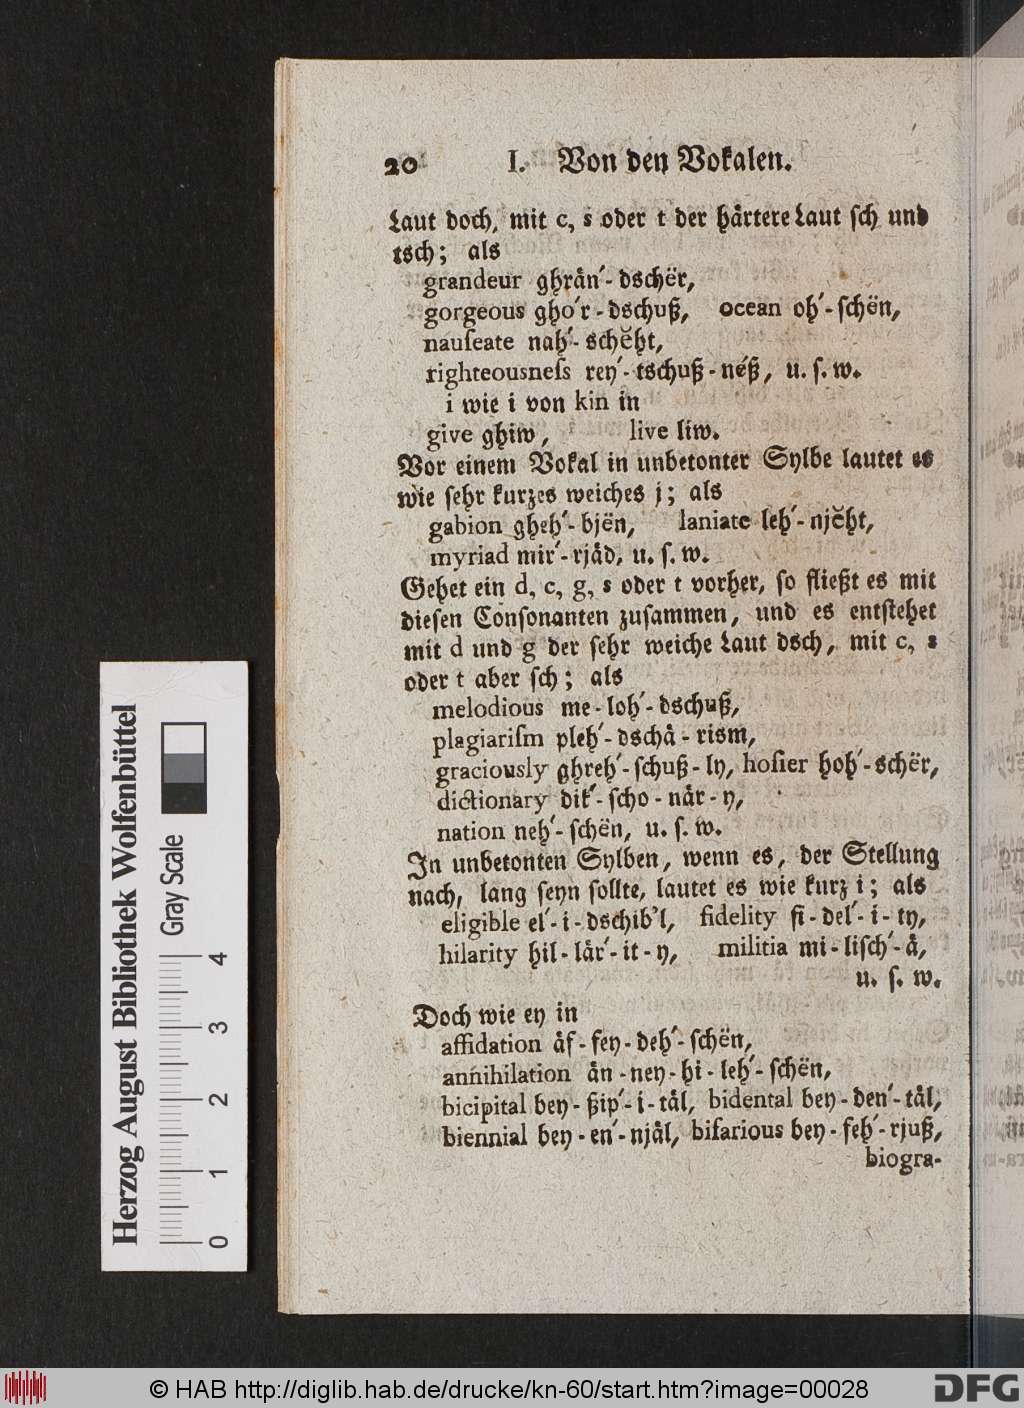 20 I. Von den Vokalen.
Laut doch, mit c, s oder t der härtere Laut sch und
tsch; als
grandeur ghrän´-dschër,
gorgeous gho´r-dschuß, ocean oh´-schën,
nauſeate nah´-schĕht,
righteousneſs rey´-tschuß-néß, u. ſ. w.
i wie i von kin in
give ghiw, live liw.
Vor einem Vokal in unbetonter Sylbe lautet es
wie ſehr kurzes weiches j; als
gabion gheh´-bjën, laniate leh´-njĕht,
myriad mir´-rjäd, u. ſ. w.
Gehet ein d, c, g, s oder t vorher, ſo fließt es mit
dieſen Conſonanten zuſammen, und es entſtehet
mit d und g der ſehr weiche Laut dsch, mit c, s
oder t aber ſch; als
melodious me-loh´-dschuß,
plagiariſm pleh´-dschä-rism,
graciously ghreh´-ſchuß-ly, hoſier hoh´-schër,
dictionary dik´-ſcho-när-y,
nation neh´-ſchën, u. ſ. w.
In unbetonten Sylben, wenn es, der Stellung
nach, lang ſeyn ſollte, lautet es wie kurz i; als
eligible el´-i-dschib'l, fidelity fi-del´-i-ty,
hilarity hil-lär´-it-y, militia mi-liſch´-ä,
u. ſ. w.
Doch wie ey in
affidation äf-fey-deh´-ſchën,
annihilation än-ney-hi-leh´-ſchën,
bicipital bey-ßip´-i-täl, bidental bey-den´-täl,
biennial bey-en´-njäl, bifarious bey-feh´-rjuß,
biogra-
Herzog August Bibliothek Wolfenbüttel
Gray Scale
0 1 2 3 4
© HAB http://diglib.hab.de/drucke/kn-60/start.htm?image=00028
DFG